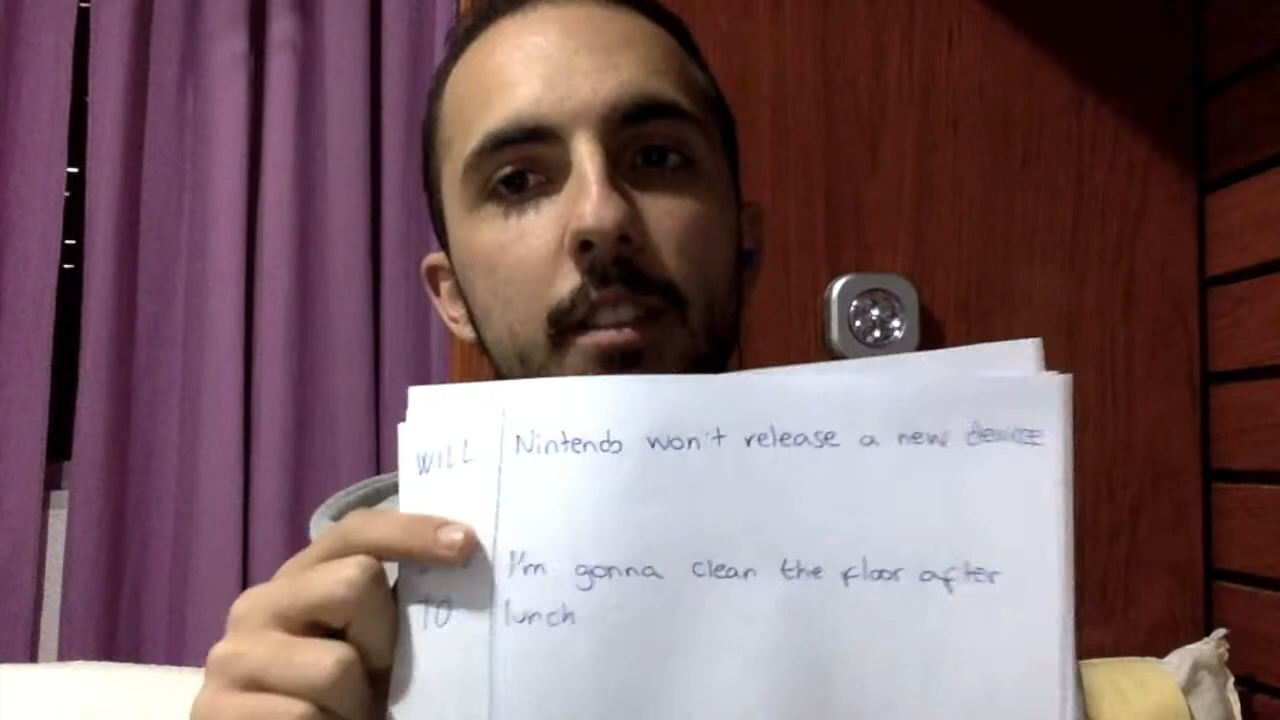 WILL Nintendo won't release a new device
I'm gonna clean the floor after
TO lunch